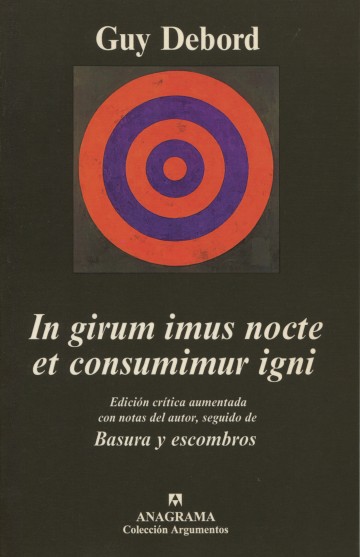 Guy Debord
In girum imus nocte
et consumimur igni
Edición crítica aumentada
con notas del autor, seguido de
Basura y escombros
ANAGRAMA
Colección Argumentos